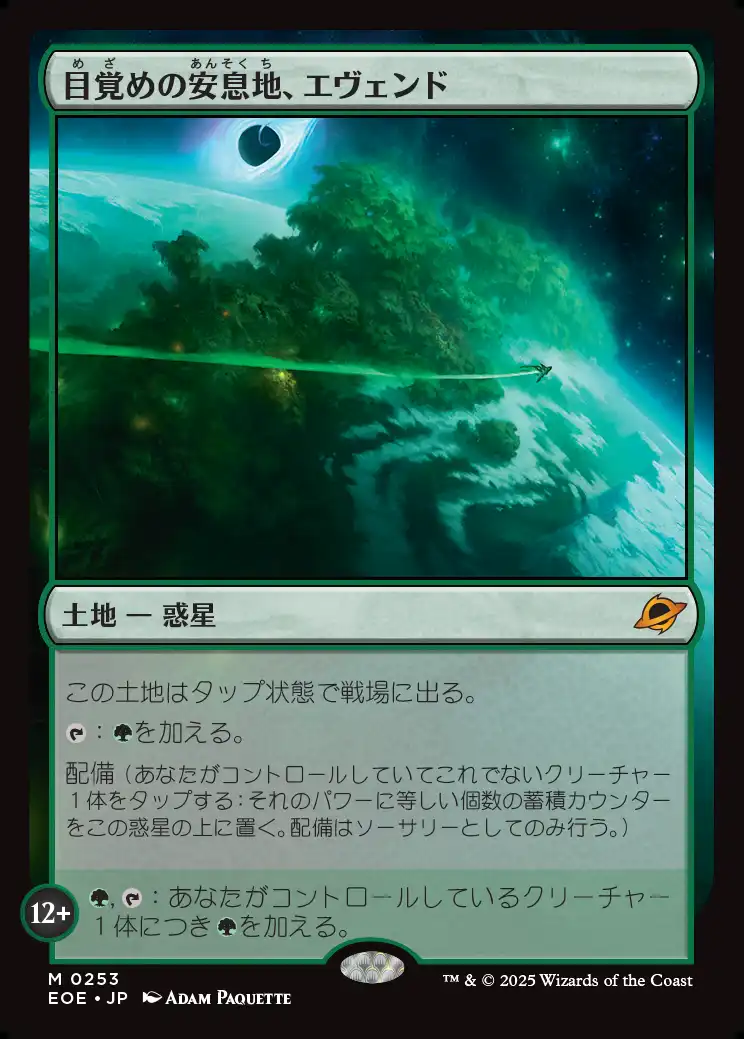 目覚めの安息地、エヴェンド
土地 — 惑星
この土地はタップ状態で戦場に出る。
：を加える。
配備（あなたがコントロールしていてこれでないクリーチャー
１体をタップする：それのパワーに等しい個数の蓄積カウンター
をこの惑星の上に置く。配備はソーサリーとしてのみ行う。）
12+
, ：あなたがコントロールしているクリーチャー
１体につきを加える。
M 0253
EOE • JP ADAM PAQUETTE
™ & © 2025 Wizards of the Coast